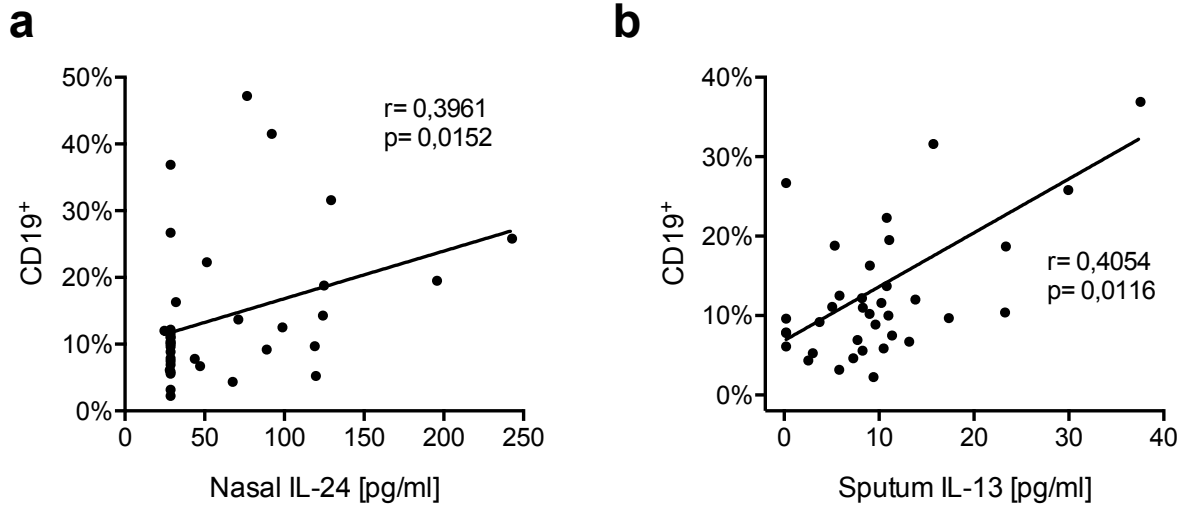 a
50%
40%
30%
20%
10%
0%
CD19+
r= 0,3961
p= 0,0152
0 50 100 150 200 250
Nasal IL-24 [pg/ml]
b
40%
30%
20%
10%
0%
CD19+
r= 0,4054
p= 0,0116
0 10 20 30 40
Sputum IL-13 [pg/ml]